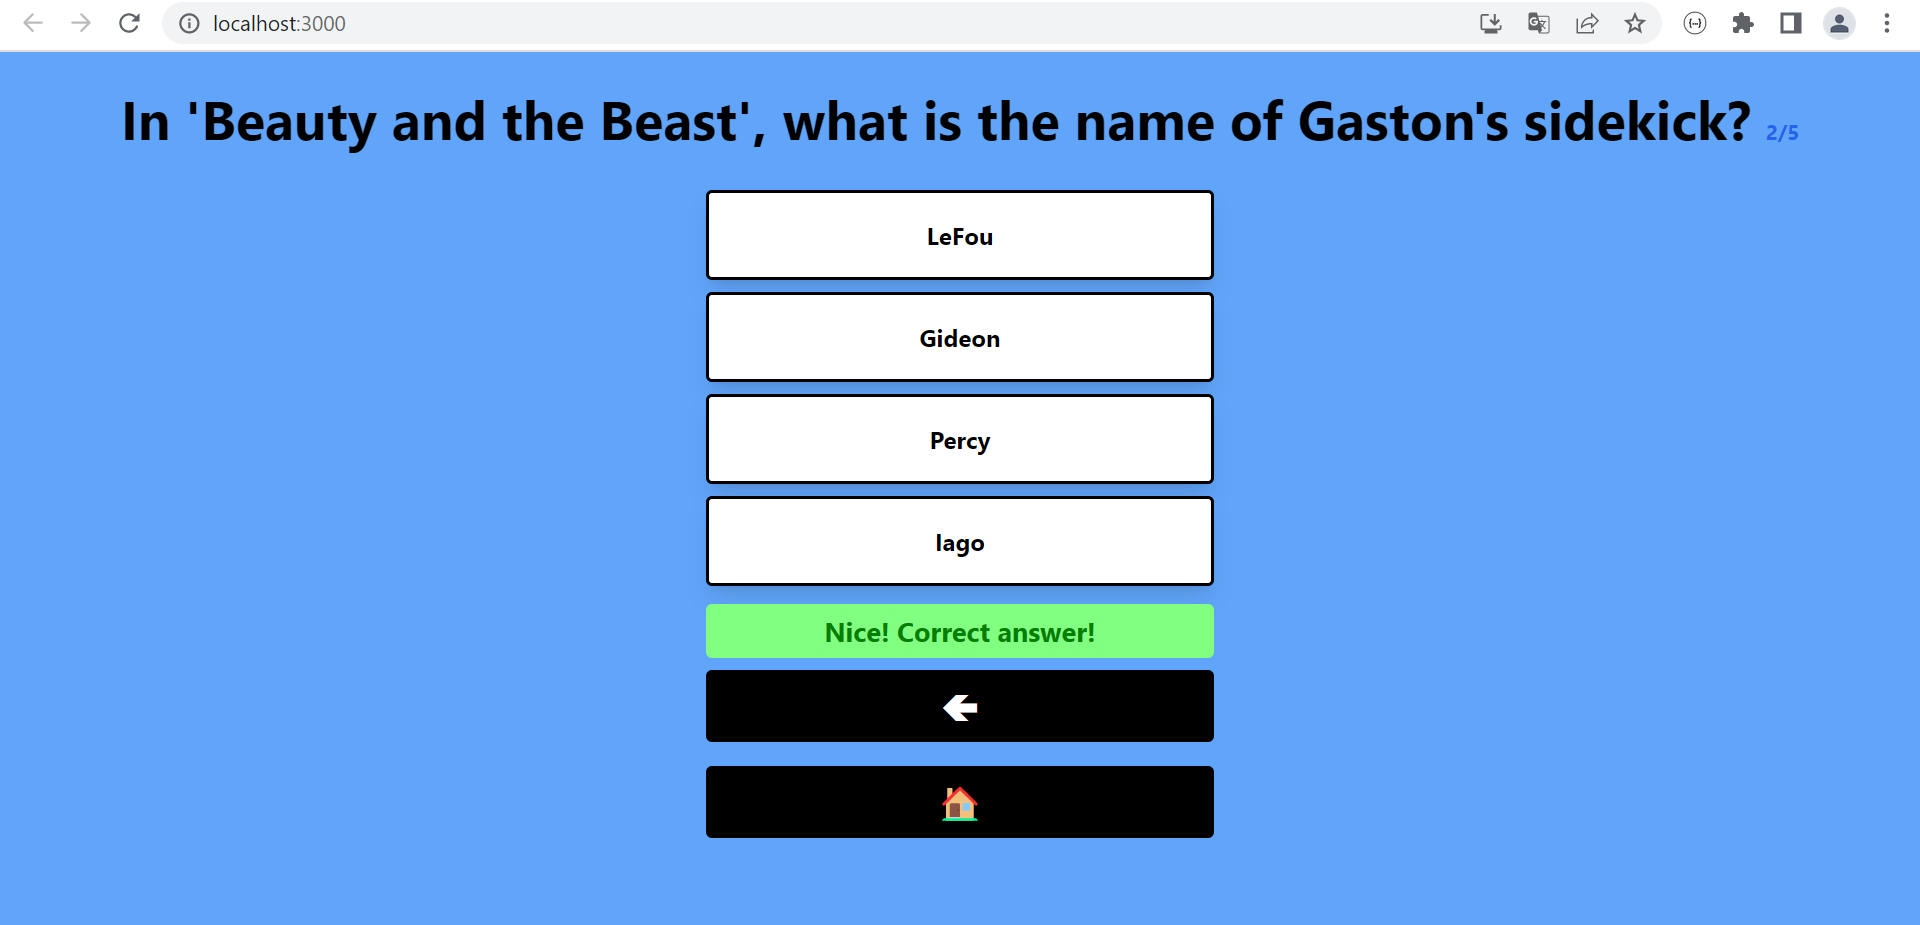 localhost:3000
In 'Beauty and the Beast', what is the name of Gaston's sidekick? 2/5
LeFou
Gideon
Percy
Iago
Nice! Correct answer!